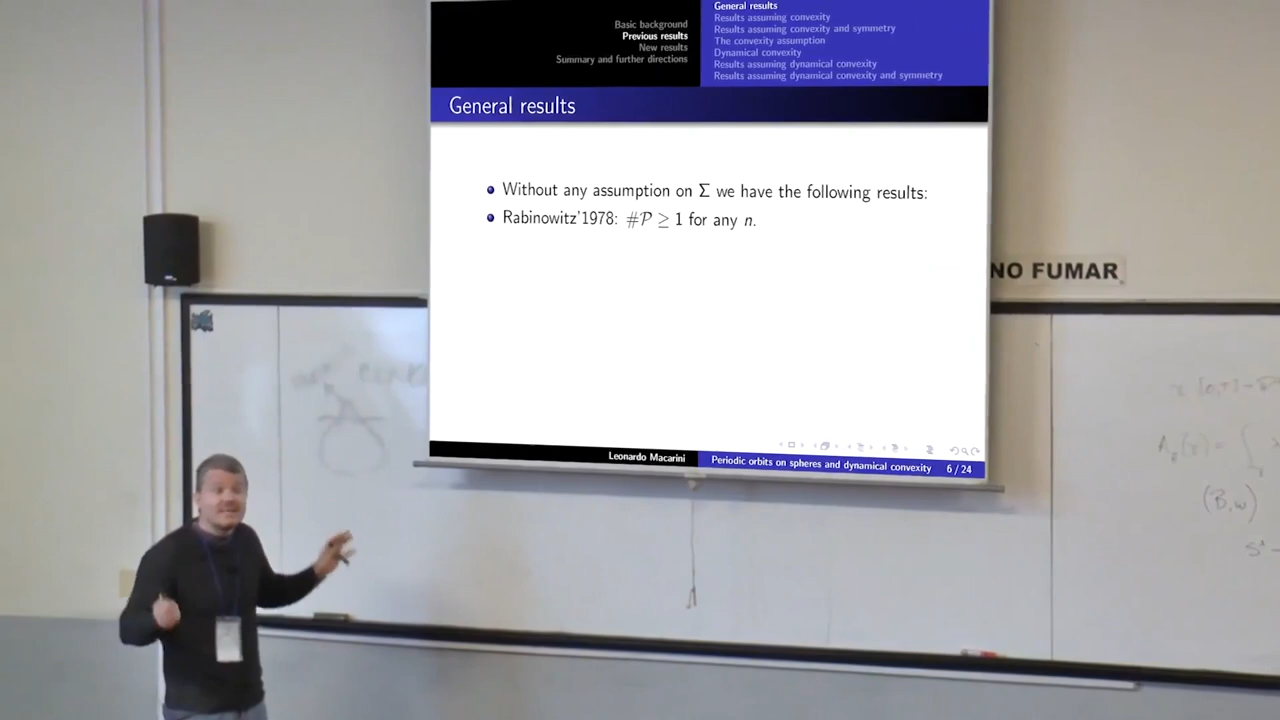 Basic background
Previous results
New results
Summary and further directions
General results
Results assuming convexity
Results assuming convexity and symmetry
The convexity assumption
Dynamical convexity
Results assuming dynamical convexity
Results assuming dynamical convexity and symmetry
General results
Without any assumption on Σ we have the following results:
Rabinowitz'1978: #𝒫 ≥ 1 for any n.
NO FUMAR
(B, ω)
Leonardo Macarini
Periodic orbits on spheres and dynamical convexity
6 / 24